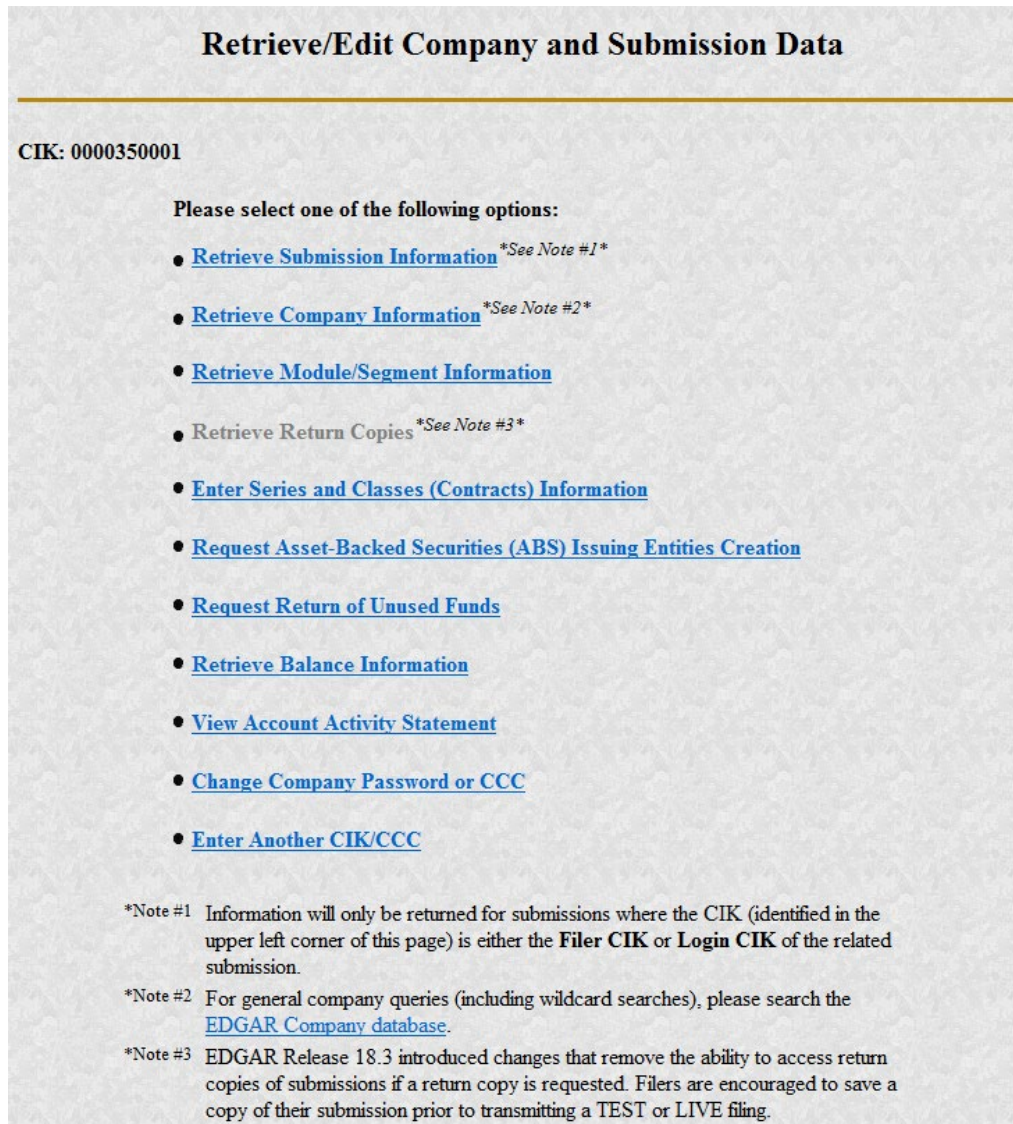 Retrieve/Edit Company and Submission Data
CIK: 0000350001
Please select one of the following options:
Retrieve Submission Information *See Note #1*
Retrieve Company Information *See Note #2*
Retrieve Module/Segment Information
Retrieve Return Copies *See Note #3*
Enter Series and Classes (Contracts) Information
Request Asset-Backed Securities (ABS) Issuing Entities Creation
Request Return of Unused Funds
Retrieve Balance Information
View Account Activity Statement
Change Company Password or CCC
Enter Another CIK/CCC
*Note #1 Information will only be returned for submissions where the CIK (identified in the
upper left corner of this page) is either the Filer CIK or Login CIK of the related
submission.
*Note #2 For general company queries (including wildcard searches), please search the
EDGAR Company database.
*Note #3 EDGAR Release 18.3 introduced changes that remove the ability to access return
copies of submissions if a return copy is requested. Filers are encouraged to save a
copy of their submission prior to transmitting a TEST or LIVE filing.